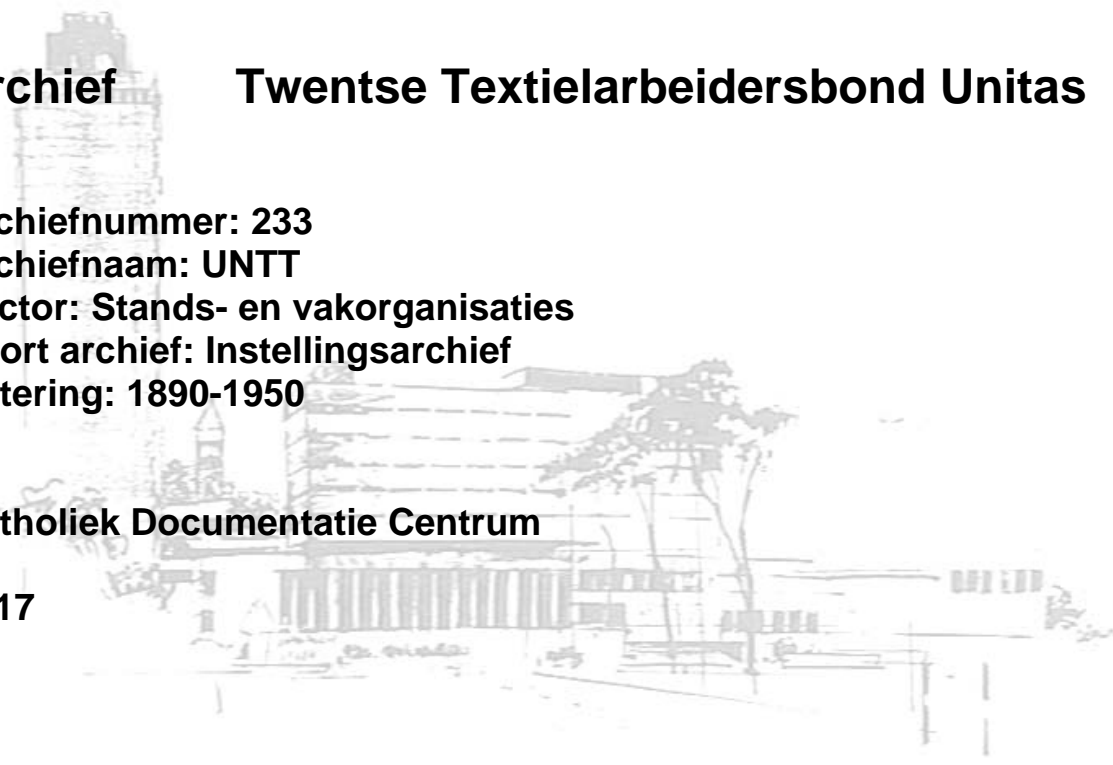 rchief Twentse Textielarbeidersbond Unitas
chiefnummer: 233
chiefnaam: UNTT
ctor: Stands- en vakorganisaties
ort archief: Instellingsarchief
tering: 1890-1950
tholiek Documentatie Centrum
17